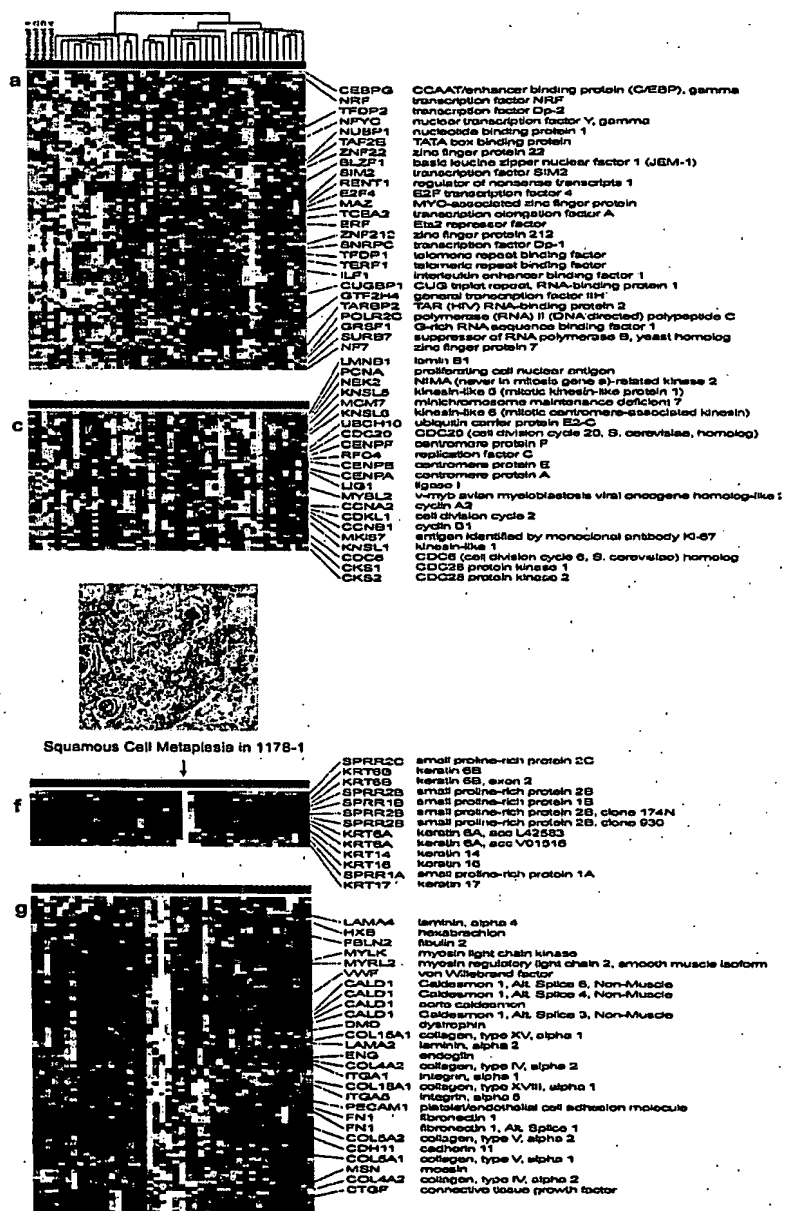 a
CEBPG CCAAT/enhancer binding protein (C/EBP), gamma
NRF transcription factor NRF
TFDP2 transcription factor Dp-2
NFYC nuclear transcription factor Y, gamma
NUBP1 nucleotide binding protein 1
TAF2B TATA box binding protein
ZNF22 zinc finger protein 22
BLZF1 basic leucine zipper nuclear factor 1 (JEM-1)
SIM2 transcription factor SIM2
RENT1 regulator of nonsense transcripts 1
E2F4 E2F transcription factor 4
MAZ MYC-associated zinc finger protein
TCEA2 transcription elongation factor A
ERF Ets2 repressor factor
ZNF212 zinc finger protein 212
SNRPC transcription factor Dp-1
TFDP1 telomeric repeat binding factor
TERF1 telomeric repeat binding factor
ILF1 interleukin enhancer binding factor 1
CUGBP1 CUG triplet repeat, RNA-binding protein 1
GTF2H4 general transcription factor IIH
TARBP2 TAR (HIV) RNA-binding protein 2
POLR2C polymerase (RNA) II (DNA directed) polypeptide C
GRSF1 G-rich RNA sequence binding factor 1
SURB7 suppressor of RNA polymerase B, yeast homolog
NF7 zinc finger protein 7
LMNB1 lamin B1
PCNA proliferating cell nuclear antigen
NEK2 NIMA (never in mitosis gene a)-related kinase 2
KNSL5 kinesin-like 5 (mitotic kinesin-like protein 1)
MCM7 minichromosome maintenance deficient 7
KNSL6 kinesin-like 6 (mitotic centromere-associated kinesin)
c
UBCH10 ubiquitin carrier protein E2-C
CDC20 CDC20 (cell division cycle 20, S. cerevisiae, homolog)
CENPF centromere protein F
RFC4 replication factor C
CENPE centromere protein E
CENPA centromere protein A
LIG1 ligase I
MYBL2 v-myb avian myeloblastosis viral oncogene homolog-like
CCNA2 cyclin A2
CDKL1 cell division cycle 2
CCNB1 cyclin B1
MKI67 antigen identified by monoclonal antibody Ki-67
KNSL1 kinesin-like 1
CDC6 CDC6 (cell division cycle 6, S. cerevisiae) homolog
CKS1 CDC28 protein kinase 1
CKS2 CDC28 protein kinase 2
Squamous Cell Metaplasia in 1178-1
SPRR2C small proline-rich protein 2C
KRT6B keratin 6B
KRT6B keratin 6B, exon 2
f
SPRR2B small proline-rich protein 2B
SPRR1B small proline-rich protein 1B
SPRR2B small proline-rich protein 2B, clone 174N
SPRR2B small proline-rich protein 2B, clone 930
KRT6A keratin 6A, acc L42583
KRT6A keratin 6A, acc V01516
KRT14 keratin 14
KRT16 keratin 16
SPRR1A small proline-rich protein 1A
KRT17 keratin 17
g
LAMA4 laminin, alpha 4
HXB hexabrachion
FBLN2 fibulin 2
MYLK myosin light chain kinase
MYRL2 myosin regulatory light chain 2, smooth muscle isoform
VWF von Willebrand factor
CALD1 Caldesmon 1, Alt. Splice 6, Non-Muscle
CALD1 Caldesmon 1, Alt. Splice 4, Non-Muscle
CALD1 aorta caldesmon
CALD1 Caldesmon 1, Alt. Splice 3, Non-Muscle
DMD dystrophin
COL15A1 collagen, type XV, alpha 1
LAMA2 laminin, alpha 2
ENG endoglin
COL4A2 collagen, type IV, alpha 2
ITGA1 integrin, alpha 1
COL18A1 collagen, type XVIII, alpha 1
ITGA5 integrin, alpha 5
PECAM1 platelet/endothelial cell adhesion molecule
FN1 fibronectin 1
FN1 fibronectin 1, Alt. Splice 1
COL5A2 collagen, type V, alpha 2
CDH11 cadherin 11
COL5A1 collagen, type V, alpha 1
MSN moesin
COL4A2 collagen, type IV, alpha 2
CTGF connective tissue growth factor